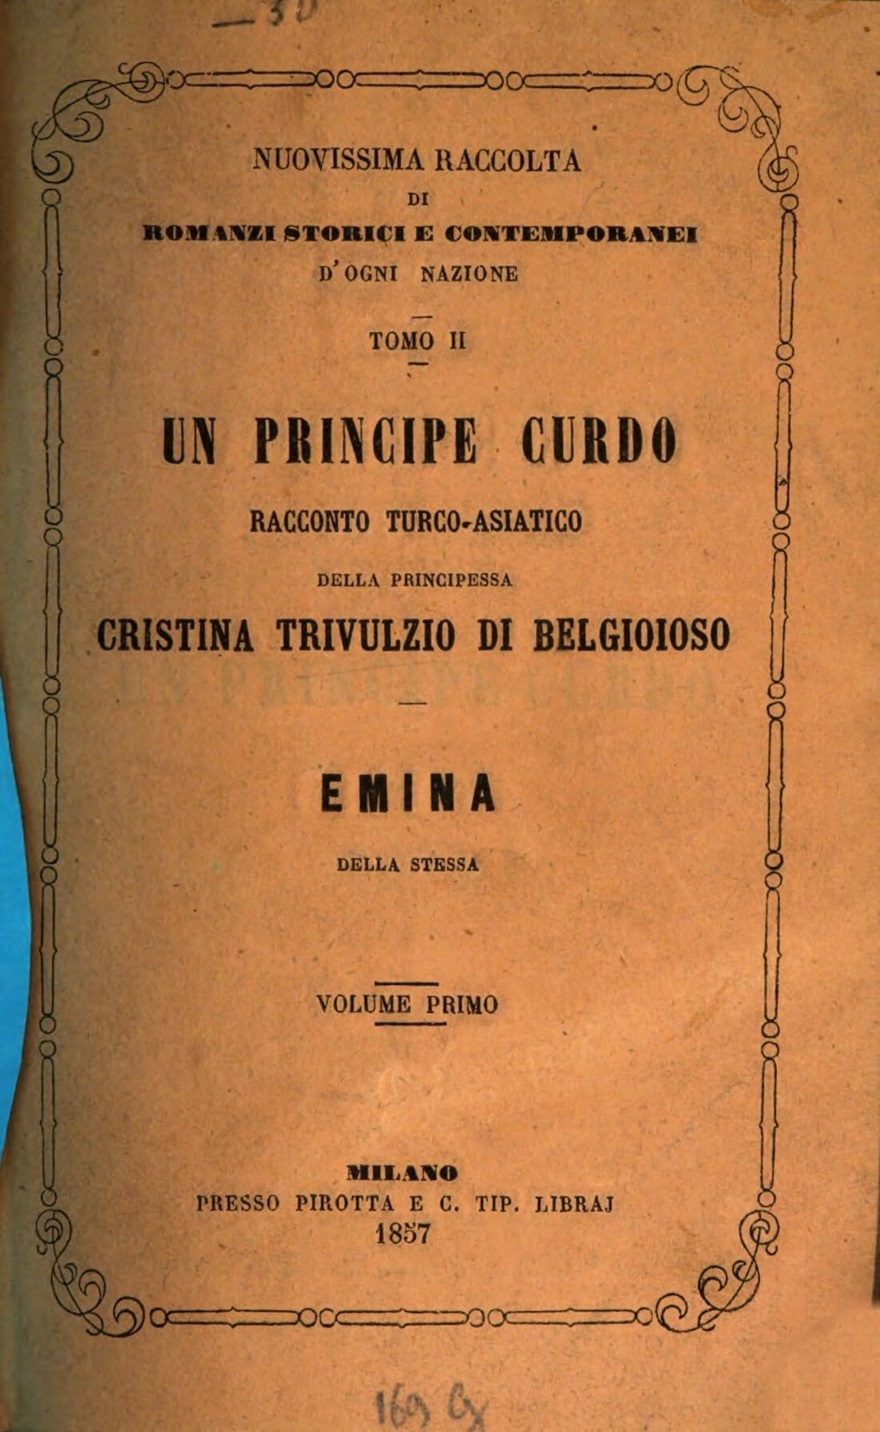 NUOVISSIMA RACCOLTA
DI
ROMANZI STORICI E CONTEMPORANEI
D'OGNI NAZIONE
TOMO II
UN PRINCIPE CURDO
RACCONTO TURCO-ASIATICO
DELLA PRINCIPESSA
CRISTINA TRIVULZIO DI BELGIOIOSO
EMINA
DELLA STESSA
VOLUME PRIMO
MILANO
PRESSO PIROTTA E C. TIP. LIBRAJ
1857